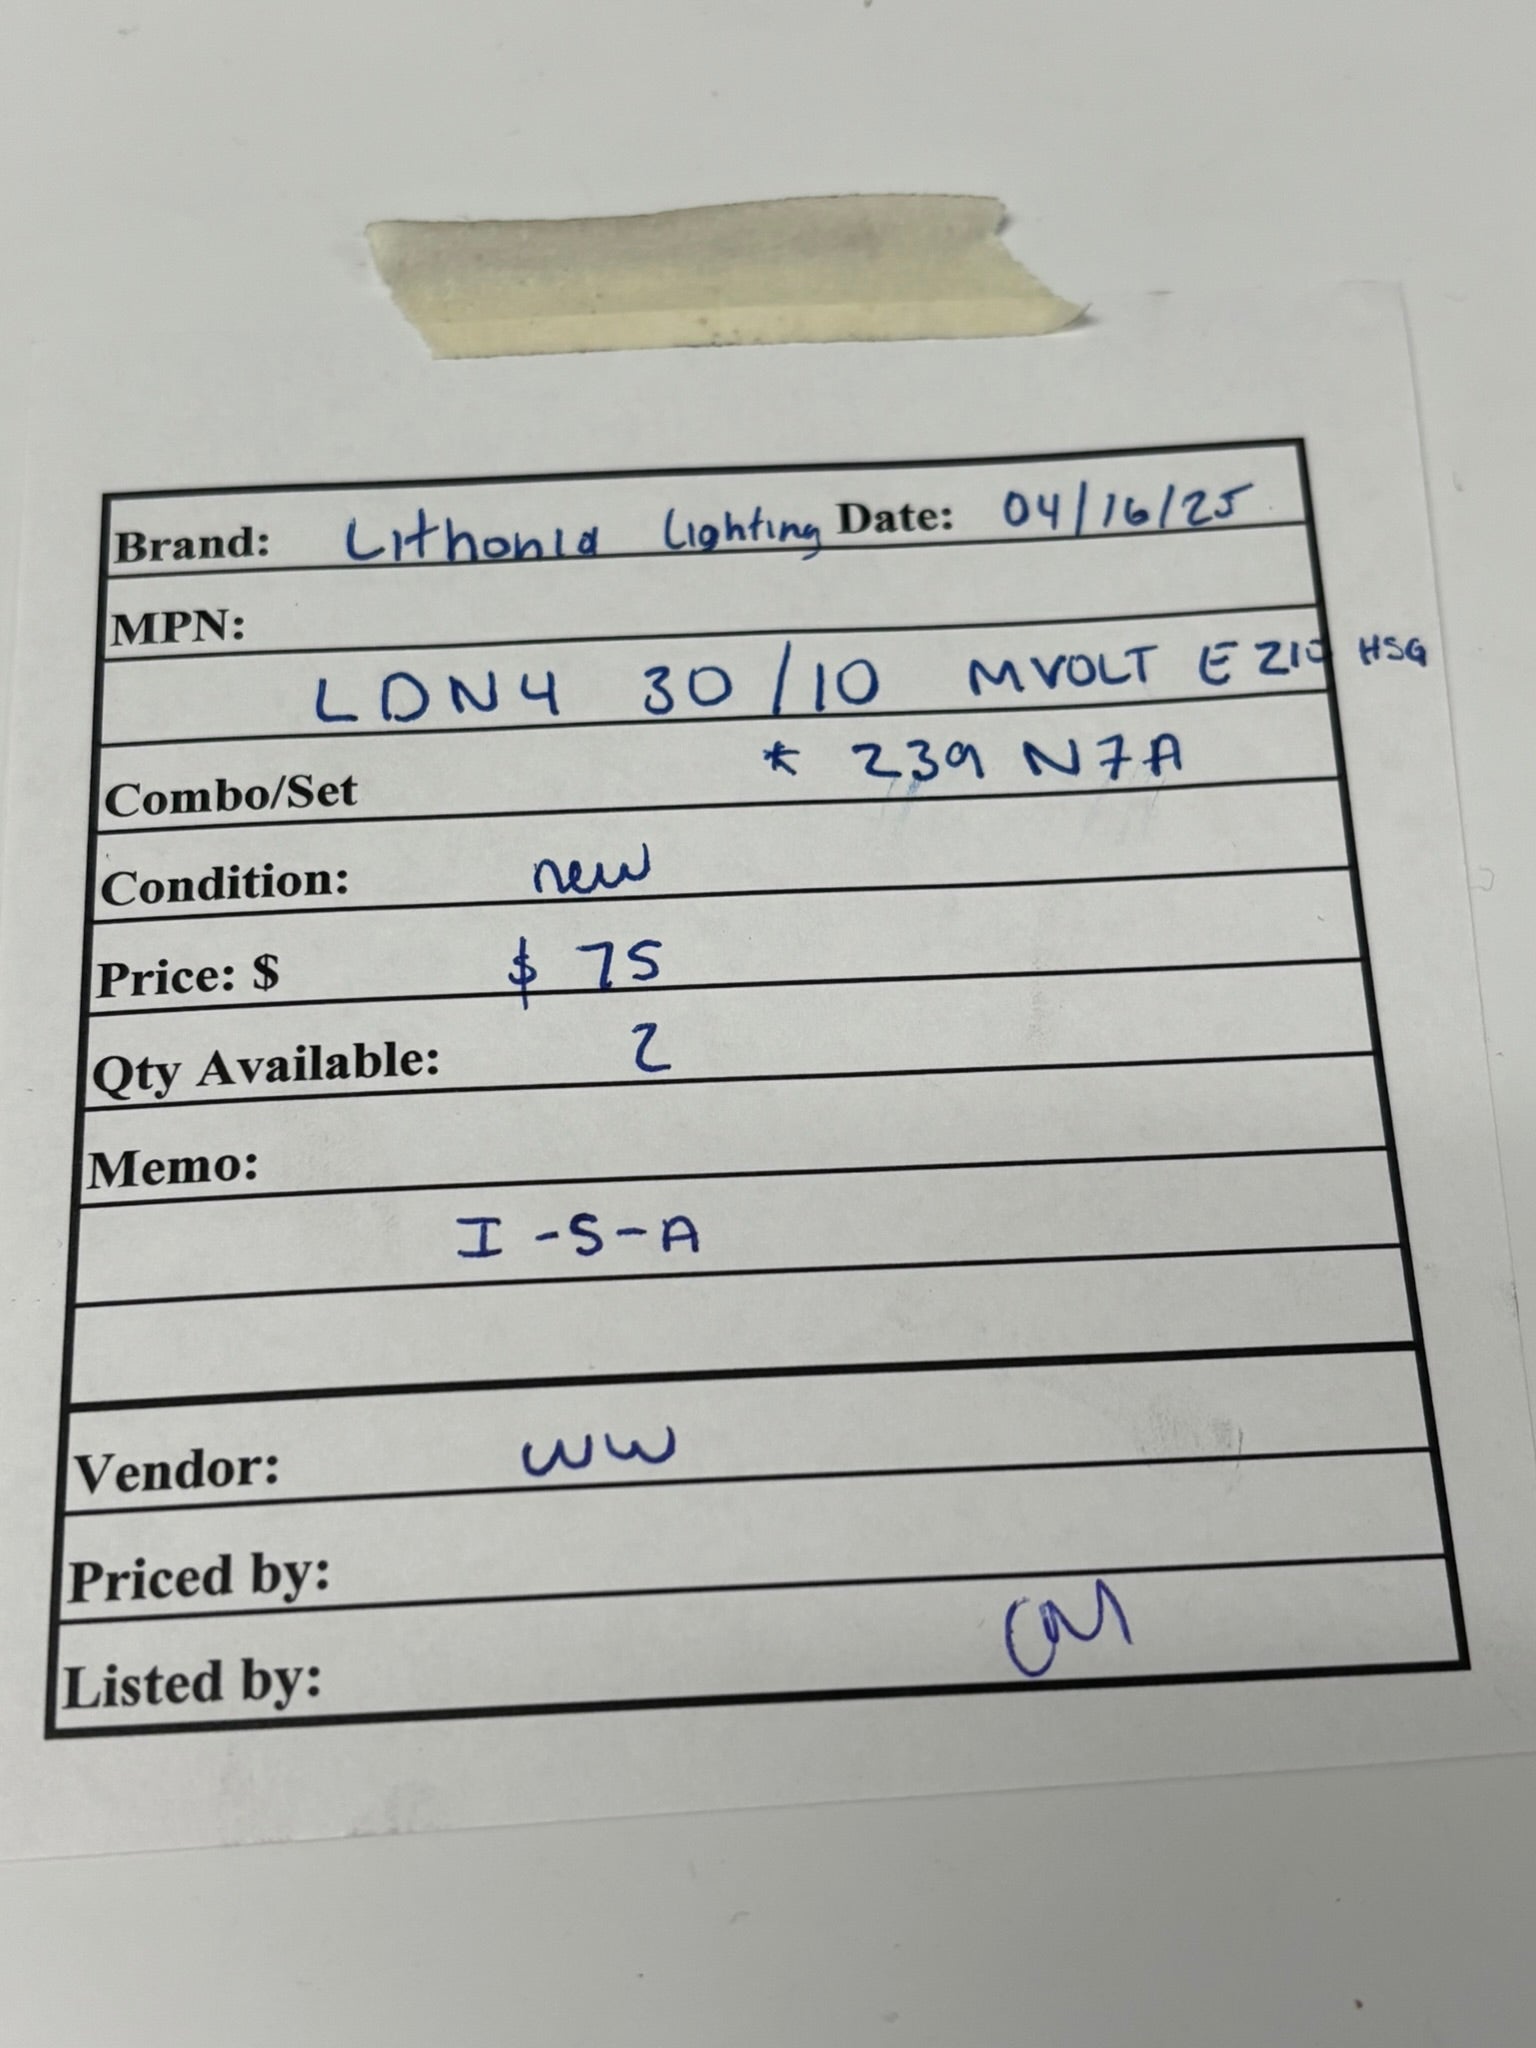 Brand: Lithonia Lighting Date: 04/16/25
MPN:
LDN4 30/10 MVOLT EZ10 HSG
* 239 N7A
Combo/Set
Condition: new
Price: $ $ 75
Qty Available: 2
Memo:
I-S-A
Vendor: WW
Priced by:
Listed by: